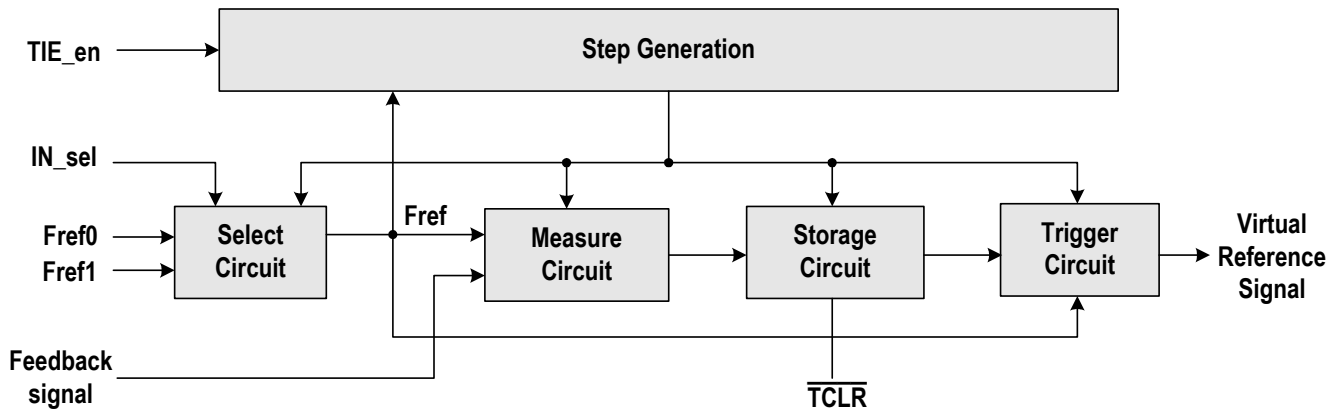 TIE_en
Step Generation
IN_sel
Fref0
Fref1
Select
Circuit
Fref
Measure
Circuit
Storage
Circuit
Trigger
Circuit
Virtual
Reference
Signal
Feedback
signal
T̅C̅L̅R̅